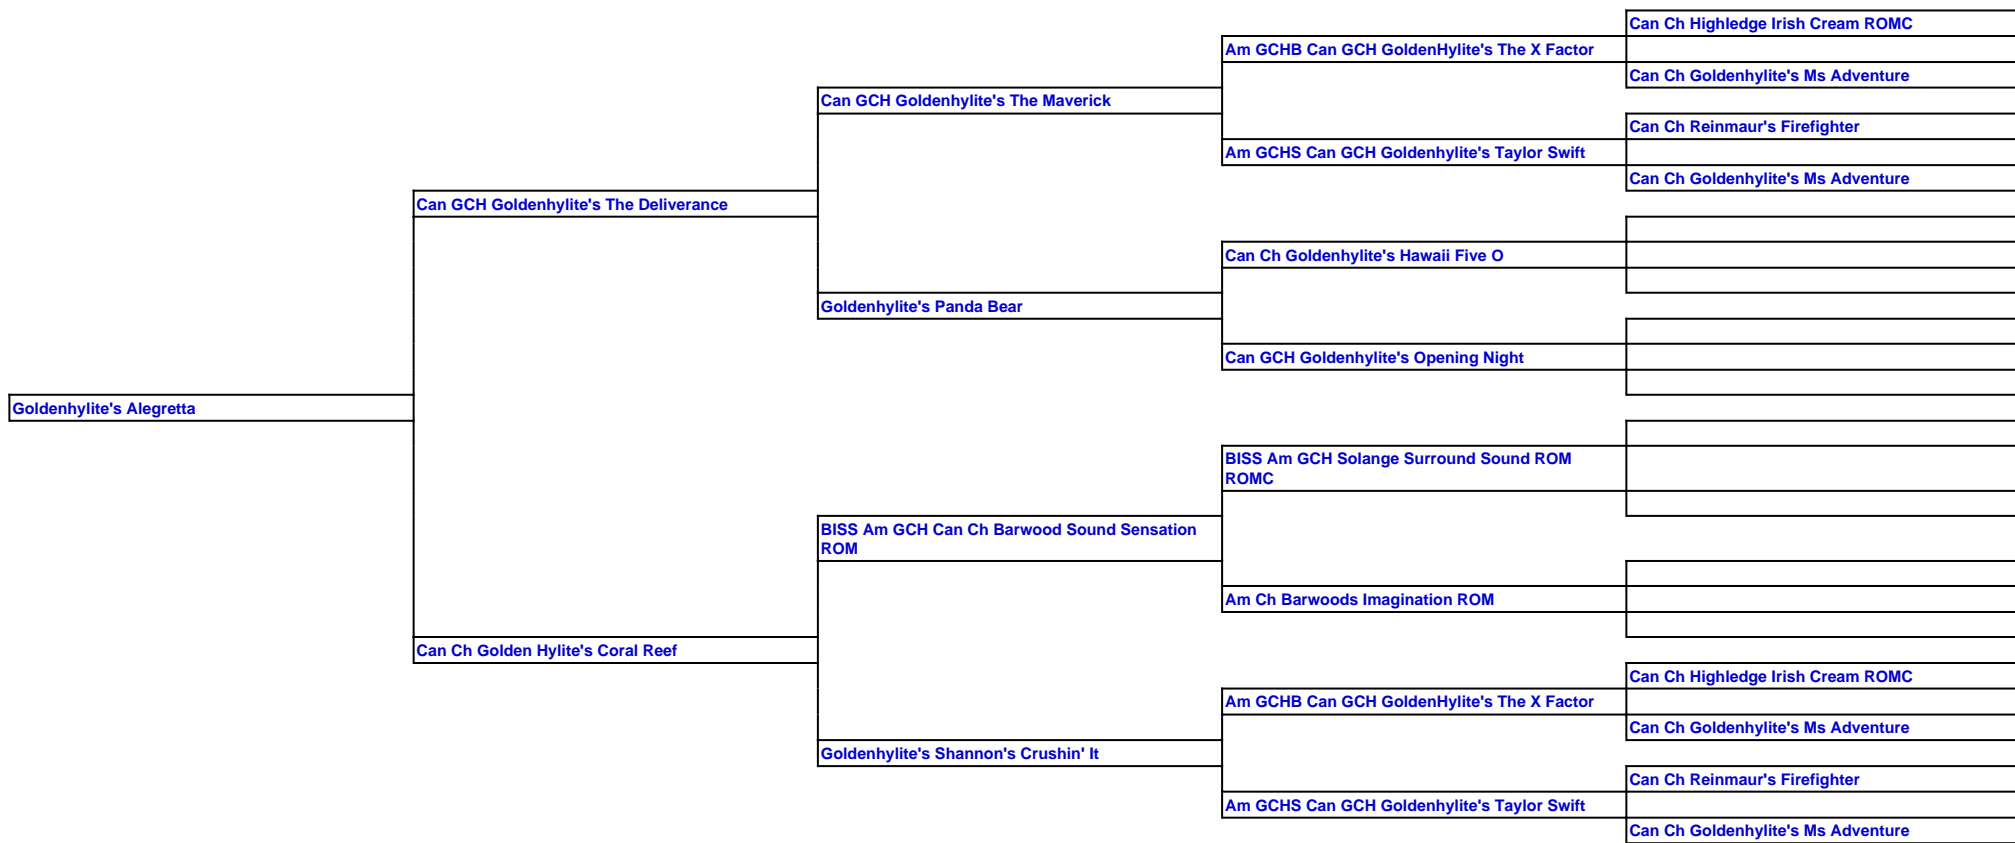 Can Ch Highledge Irish Cream ROMC
Am GCHB Can GCH GoldenHylite's The X Factor
Can Ch Goldenhylite's Ms Adventure
Can GCH Goldenhylite's The Maverick
Can Ch Reinmaur's Firefighter
Am GCHS Can GCH Goldenhylite's Taylor Swift
Can Ch Goldenhylite's Ms Adventure
Can GCH Goldenhylite's The Deliverance
Can Ch Goldenhylite's Hawaii Five O
Goldenhylite's Panda Bear
Can GCH Goldenhylite's Opening Night
Goldenhylite's Alegretta
BISS Am GCH Solange Surround Sound ROM
ROMC
BISS Am GCH Can Ch Barwood Sound Sensation
ROM
Am Ch Barwoods Imagination ROM
Can Ch Golden Hylite's Coral Reef
Can Ch Highledge Irish Cream ROMC
Am GCHB Can GCH GoldenHylite's The X Factor
Can Ch Goldenhylite's Ms Adventure
Goldenhylite's Shannon's Crushin' It
Can Ch Reinmaur's Firefighter
Am GCHS Can GCH Goldenhylite's Taylor Swift
Can Ch Goldenhylite's Ms Adventure